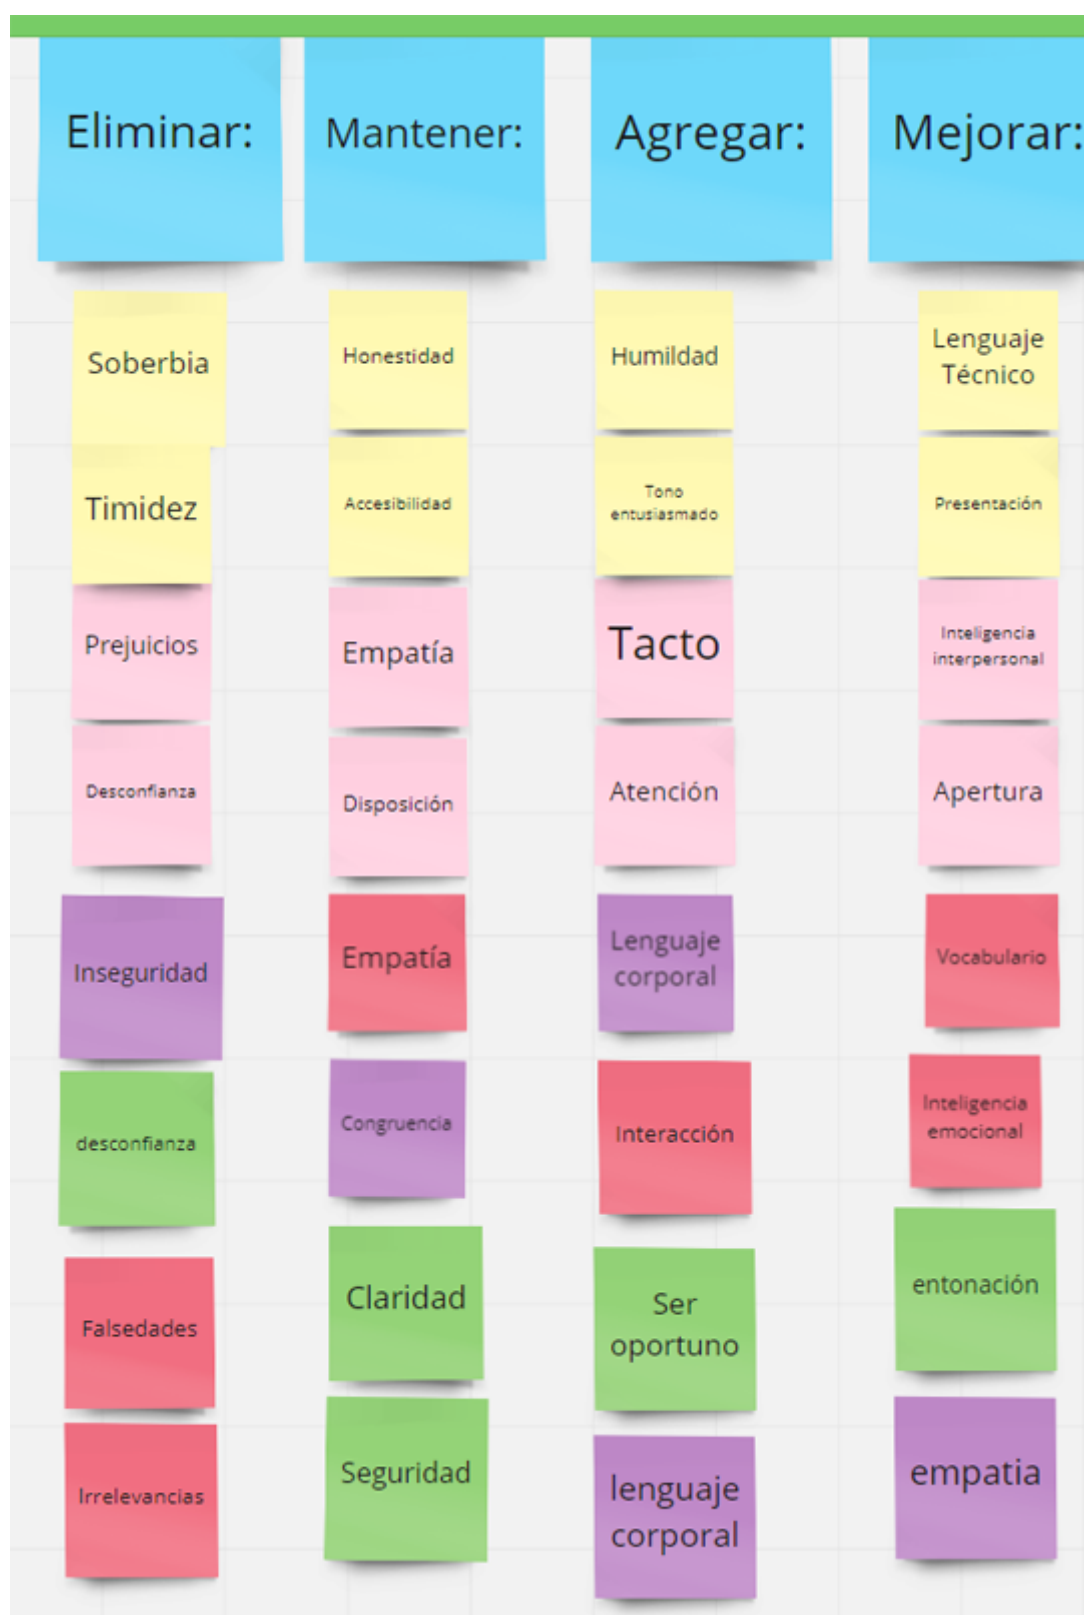 Eliminar:
Mantener:
Agregar:
Mejorar:
Soberbia
Honestidad
Humildad
Lenguaje
Técnico
Timidez
Accesibilidad
Tono
entusiasmado
Presentación
Prejuicios
Empatía
Tacto
Inteligencia
interpersonal
Desconfianza
Disposición
Atención
Apertura
Inseguridad
Empatía
Lenguaje
corporal
Vocabulario
desconfianza
Congruencia
Interacción
Inteligencia
emocional
Falsedades
Claridad
Ser
oportuno
entonación
Irrelevancias
Seguridad
lenguaje
corporal
empatia